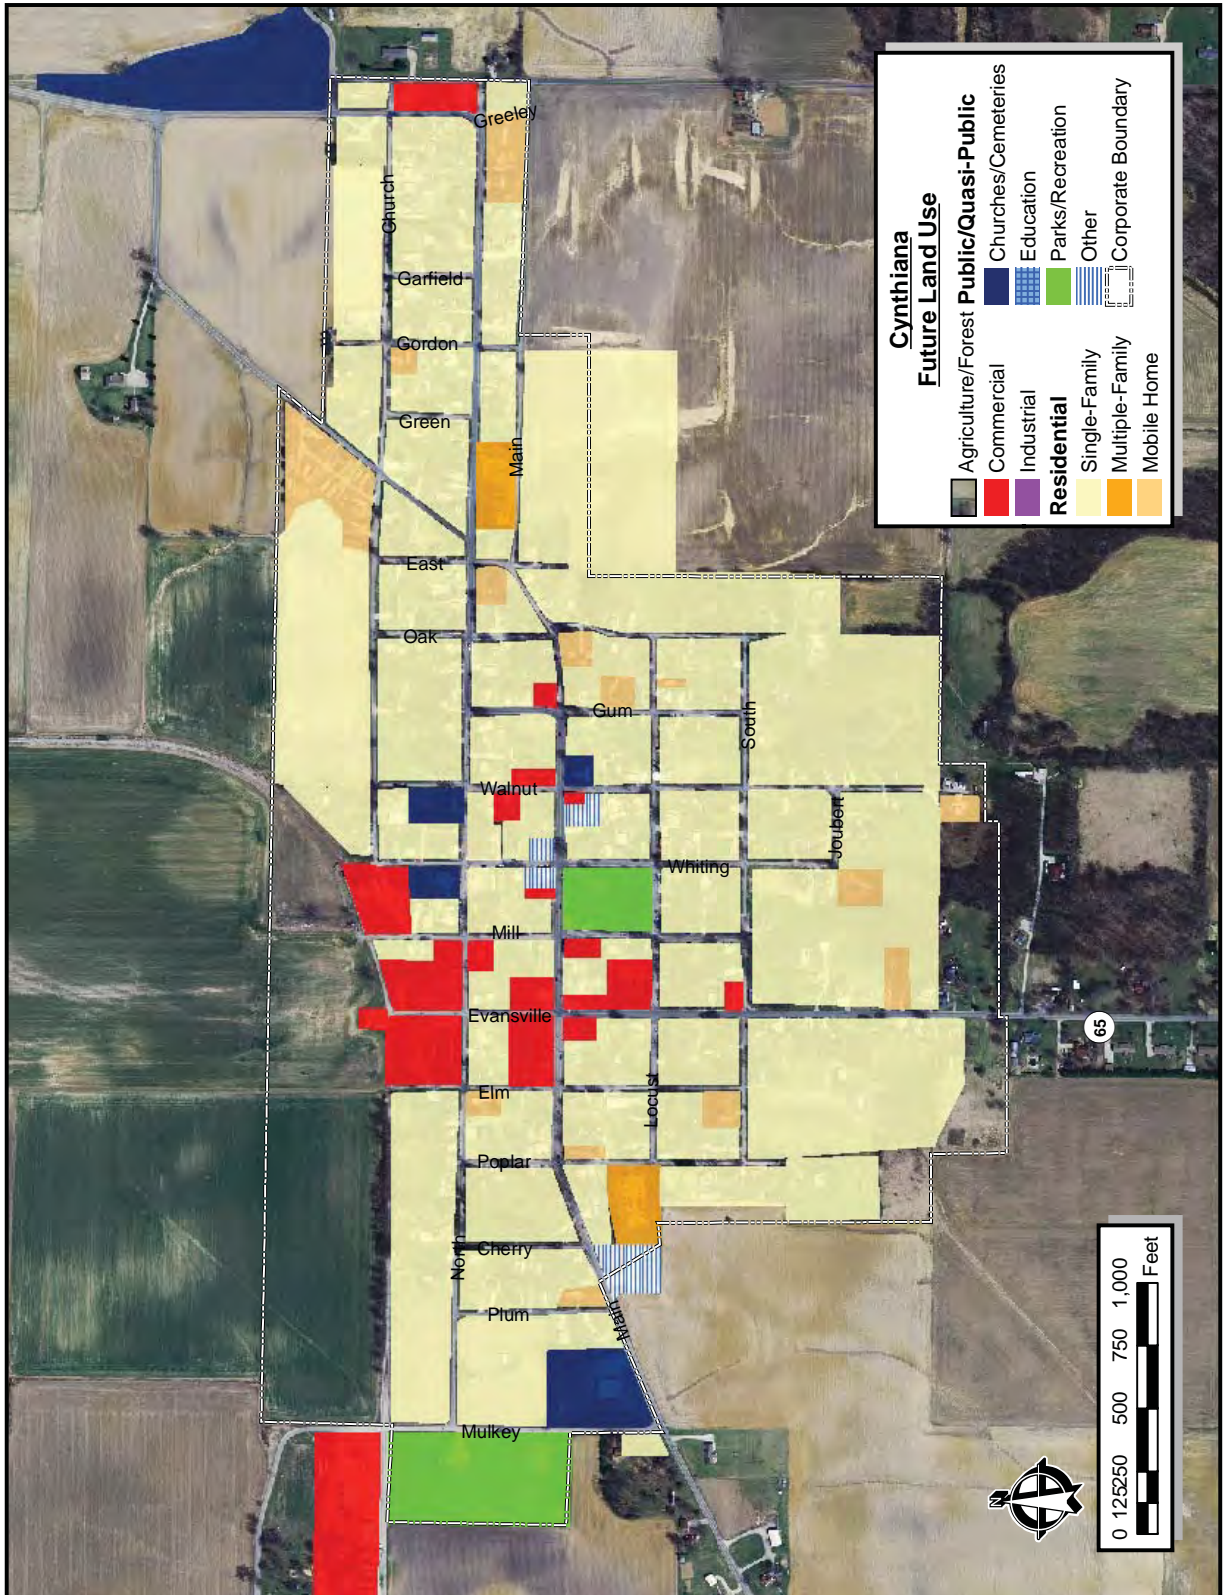 Cynthiana
Future Land Use
Agriculture/Forest
Commercial
Industrial
Residential
Single-Family
Multiple-Family
Mobile Home
Public/Quasi-Public
Churches/Cemeteries
Education
Parks/Recreation
Other
Corporate Boundary
Greeley
Church
Garfield
Gordon
Green
Main
East
Oak
Gum
South
Walnut
Joubert
Whiting
Mill
Evansville
65
Elm
Locust
Poplar
Cherry
North
Plum
Main
Mulkey
N
0 125 250 500 750 1,000
Feet